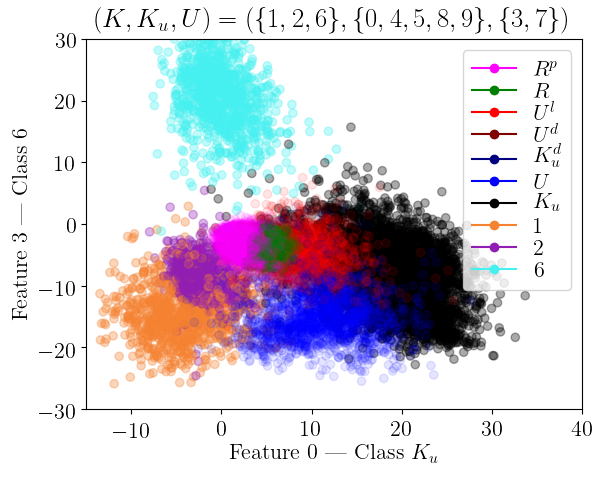 (K, K_u, U) = ({1, 2, 6}, {0, 4, 5, 8, 9}, {3, 7})
30
20
10
0
−10
−20
−30
Feature 3 — Class 6
R^p
R
U^l
U^d
K_u^d
U
K_u
1
2
6
−10
0
10
20
30
40
Feature 0 — Class K_u